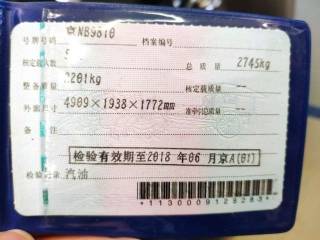 号牌号码 京NB9810 档案编号
核定载人数 5 总质量 2745kg
整备质量 2201kg 核定载质量 --
外廓尺寸 4909×1938×1772mm 准牵引总质量 --
备注
检验有效期至2018 年06 月京A(01)
检验记录 汽油